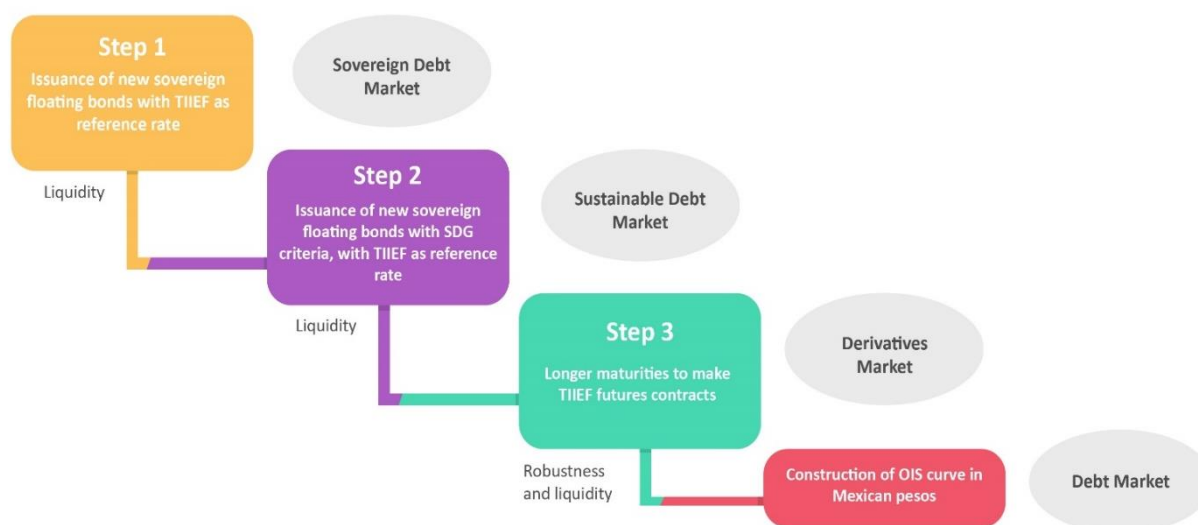 Step 1
Issuance of new sovereign
floating bonds with TIIEF as
reference rate
Sovereign Debt
Market
Liquidity
Step 2
Issuance of new sovereign
floating bonds with SDG
criteria, with TIIEF as reference
rate
Sustainable Debt
Market
Liquidity
Step 3
Longer maturities to make
TIIEF futures contracts
Derivatives
Market
Robustness
and liquidity
Construction of OIS curve in
Mexican pesos
Debt Market